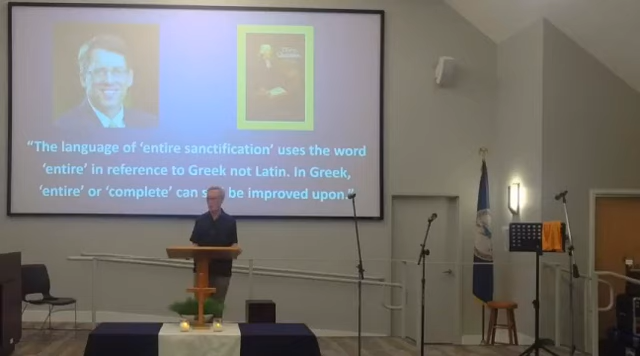 “The language of ‘entire sanctification’ uses the word
‘entire’ in reference to Greek not Latin. In Greek,
‘entire’ or ‘complete’ can be improved upon.”